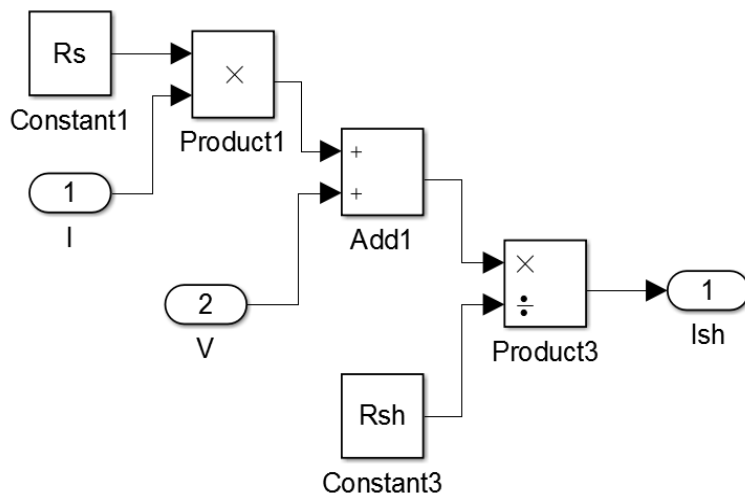 Rs
Constant1
×
Product1
1
I
+
+
Add1
2
V
×
÷
Product3
1
Ish
Rsh
Constant3